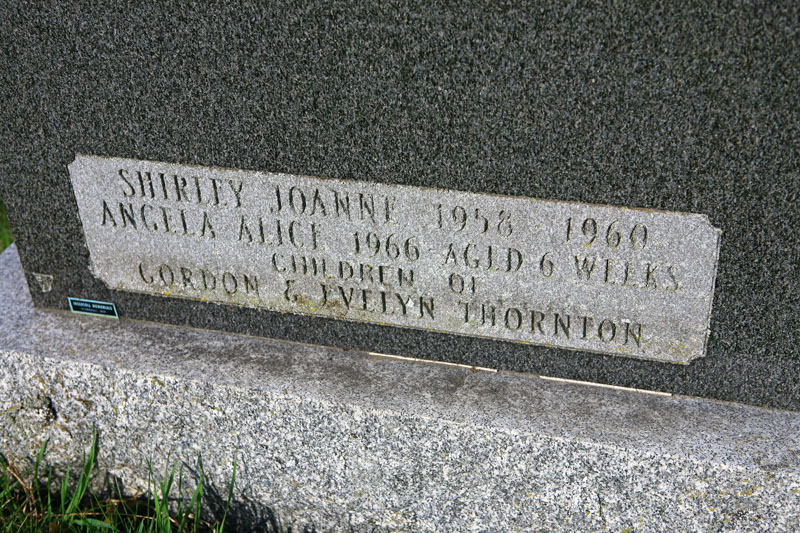 SHIRLEY JOANNE 1958 1960
ANGELA ALICE 1966 AGED 6 WEEKS
CHILDREN OF
GORDON & EVELYN THORNTON